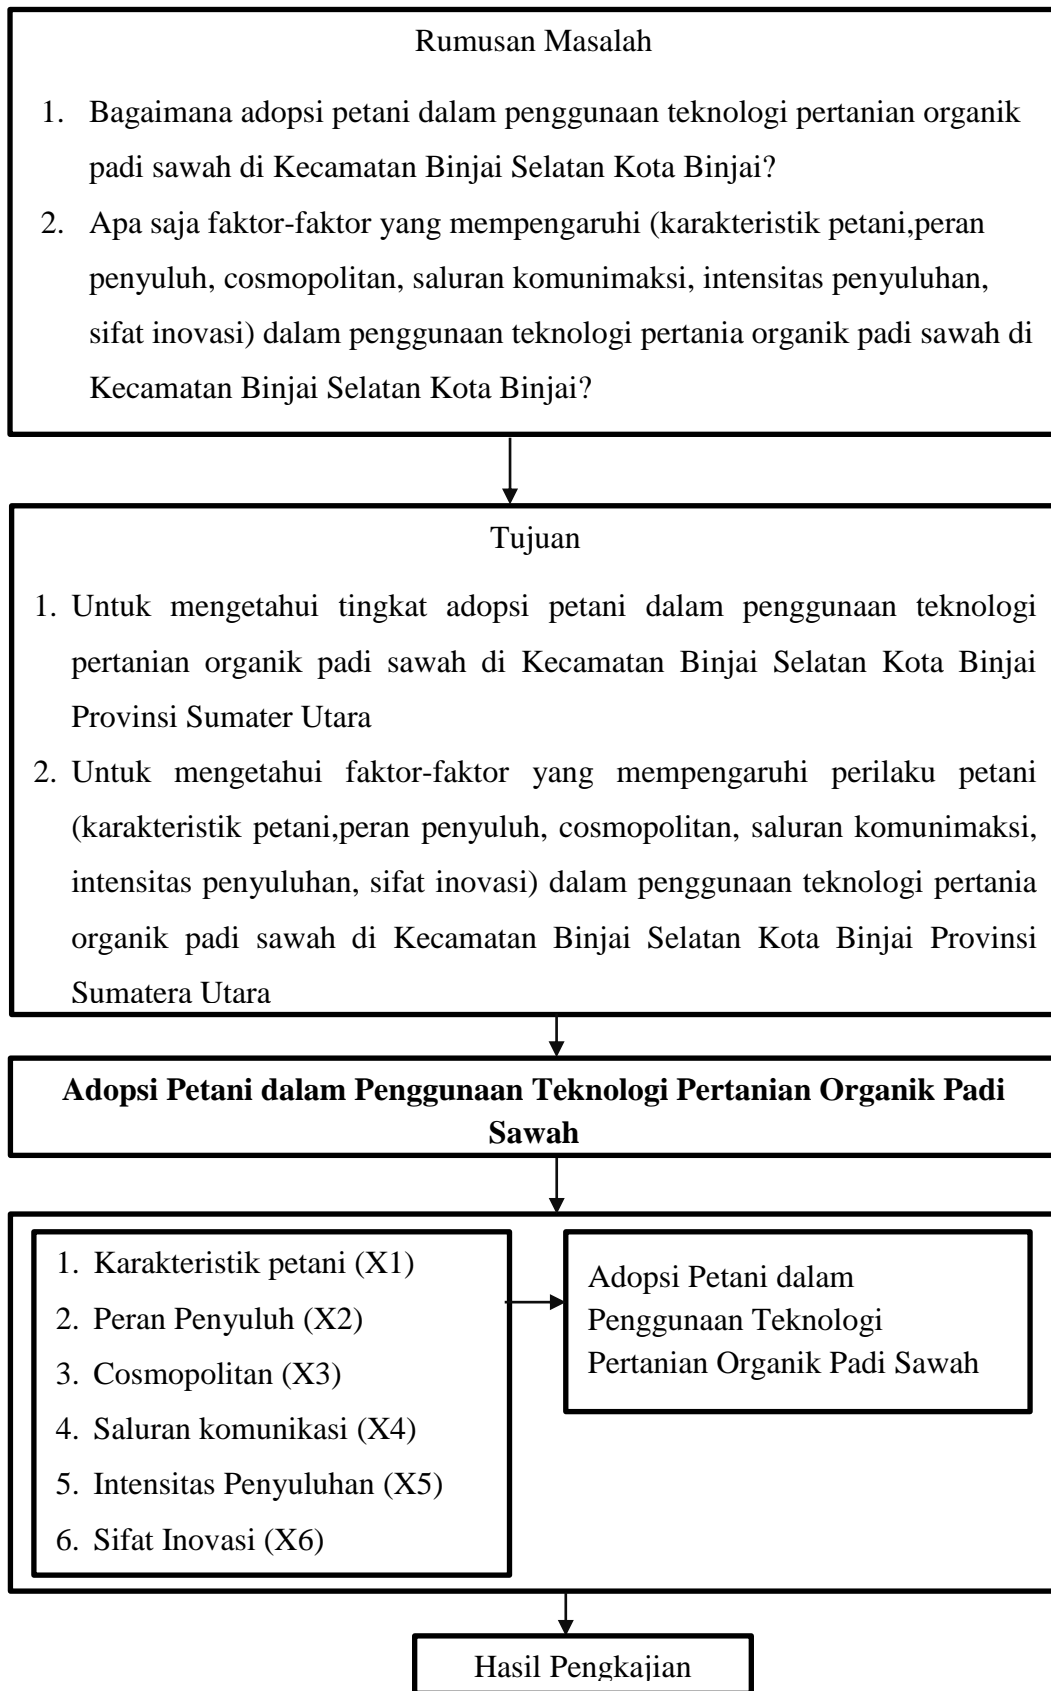 Rumusan Masalah
1. Bagaimana adopsi petani dalam penggunaan teknologi pertanian organik
padi sawah di Kecamatan Binjai Selatan Kota Binjai?
2. Apa saja faktor-faktor yang mempengaruhi (karakteristik petani,peran
penyuluh, cosmopolitan, saluran komunimaksi, intensitas penyuluhan,
sifat inovasi) dalam penggunaan teknologi pertania organik padi sawah di
Kecamatan Binjai Selatan Kota Binjai?
Tujuan
1. Untuk mengetahui tingkat adopsi petani dalam penggunaan teknologi
pertanian organik padi sawah di Kecamatan Binjai Selatan Kota Binjai
Provinsi Sumater Utara
2. Untuk mengetahui faktor-faktor yang mempengaruhi perilaku petani
(karakteristik petani,peran penyuluh, cosmopolitan, saluran komunimaksi,
intensitas penyuluhan, sifat inovasi) dalam penggunaan teknologi pertania
organik padi sawah di Kecamatan Binjai Selatan Kota Binjai Provinsi
Sumatera Utara
Adopsi Petani dalam Penggunaan Teknologi Pertanian Organik Padi
Sawah
1. Karakteristik petani (X1)
2. Peran Penyuluh (X2)
3. Cosmopolitan (X3)
4. Saluran komunikasi (X4)
5. Intensitas Penyuluhan (X5)
6. Sifat Inovasi (X6)
Adopsi Petani dalam
Penggunaan Teknologi
Pertanian Organik Padi Sawah
Hasil Pengkajian